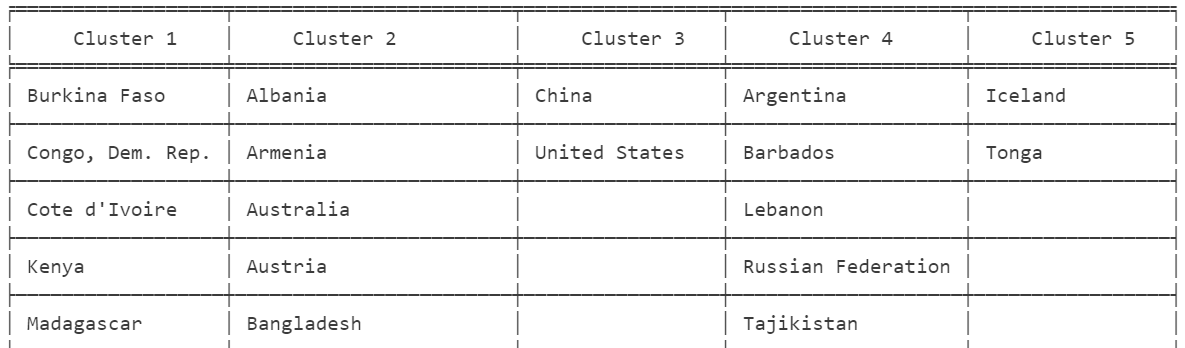 Cluster 1 Cluster 2 Cluster 3 Cluster 4 Cluster 5
Burkina Faso Albania China Argentina Iceland
Congo, Dem. Rep. Armenia United States Barbados Tonga
Cote d'Ivoire Australia Lebanon
Kenya Austria Russian Federation
Madagascar Bangladesh Tajikistan